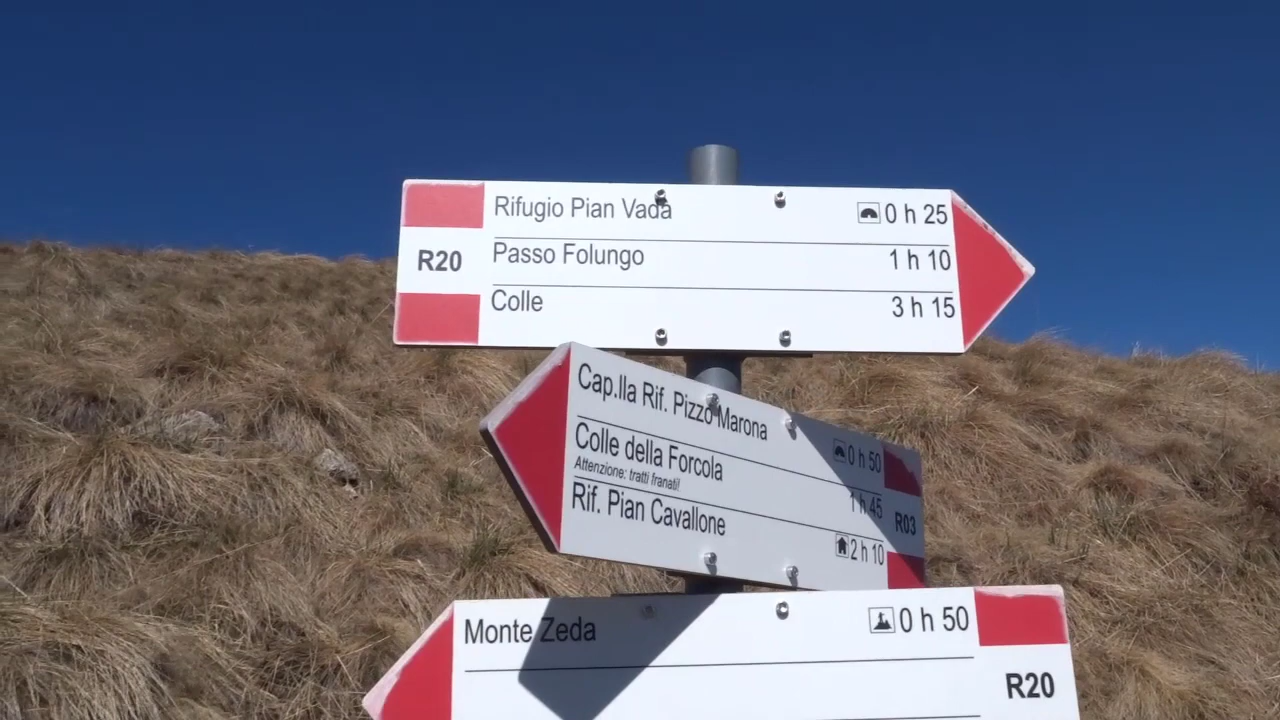 Rifugio Pian Vada 0 h 25
R20 Passo Folungo 1 h 10
Colle 3 h 15
Cap.lla Rif. Pizzo Marona 0 h 50
Colle della Forcola 1 h 45
Attenzione: tratti franati!
R03
Rif. Pian Cavallone 2 h 10
Monte Zeda 0 h 50
R20